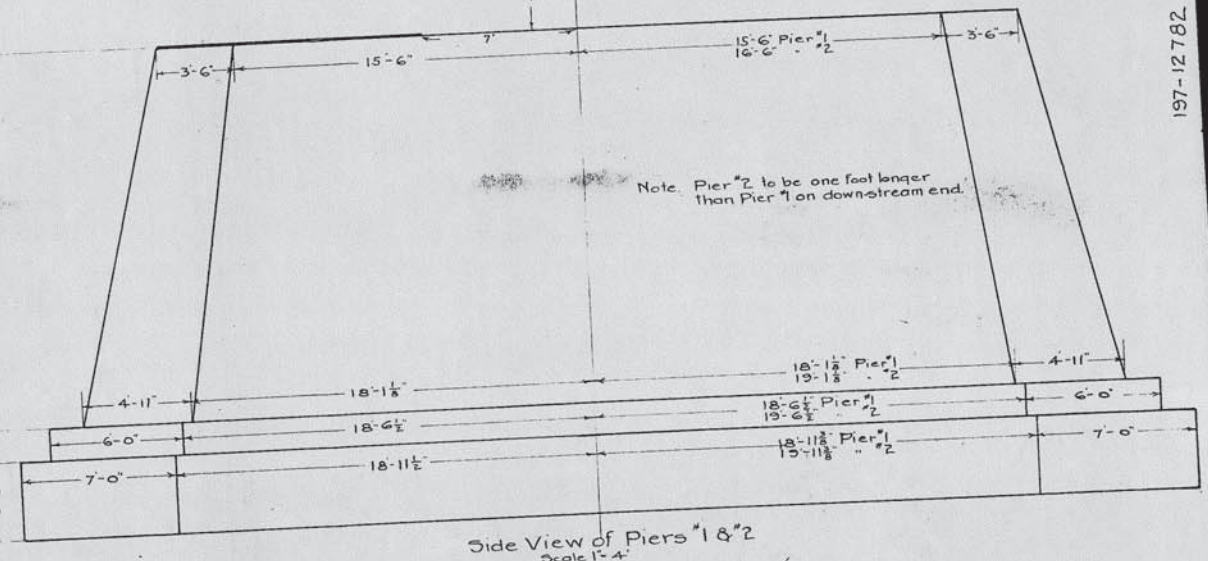 197-12782
7'
3'-6"
15'-6"
15'-6" Pier #1
16'-6" " #2
3'-6"
Note. Pier #2 to be one foot longer
than Pier #1 on down-stream end.
4'-11"
18'-1 1/8"
18'-1 1/8" Pier #1
19'-1 1/8" " #2
4'-11"
6'-0"
18'-6 1/2"
18'-6 1/2" Pier #1
19'-6 1/2" " #2
6'-0"
7'-0"
18'-11 1/2"
18'-11 3/8" Pier #1
19'-11 3/8" " #2
7'-0"
Side View of Piers #1 & #2
Scale 1"=4'